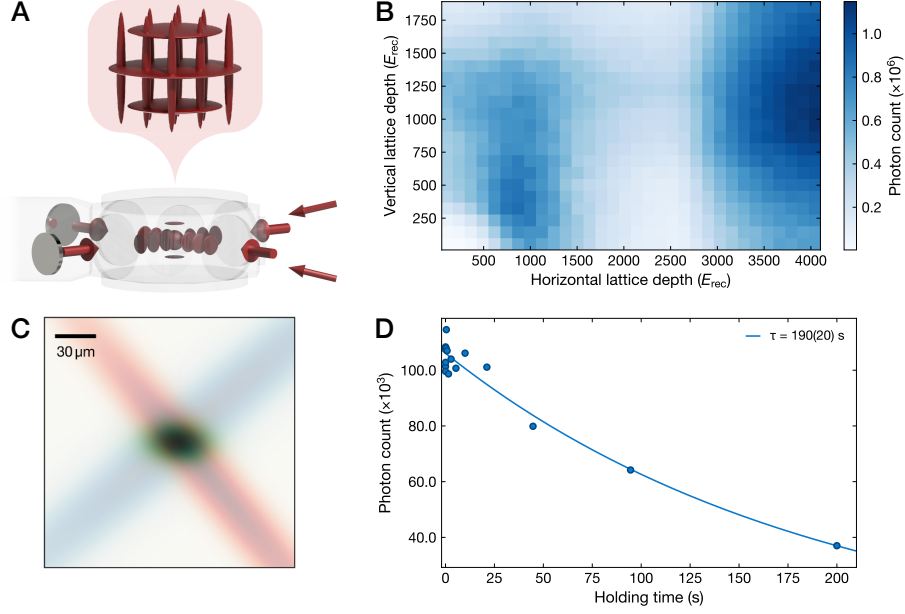 A
B
Vertical lattice depth (Erec)
1750
1500
1250
1000
750
500
250
500 1000 1500 2000 2500 3000 3500 4000
Horizontal lattice depth (Erec)
1.0
0.8
0.6
0.4
0.2
Photon count (×10⁶)
C
30 µm
D
Photon count (×10³)
100.0
80.0
60.0
40.0
τ = 190(20) s
0 25 50 75 100 125 150 175 200
Holding time (s)